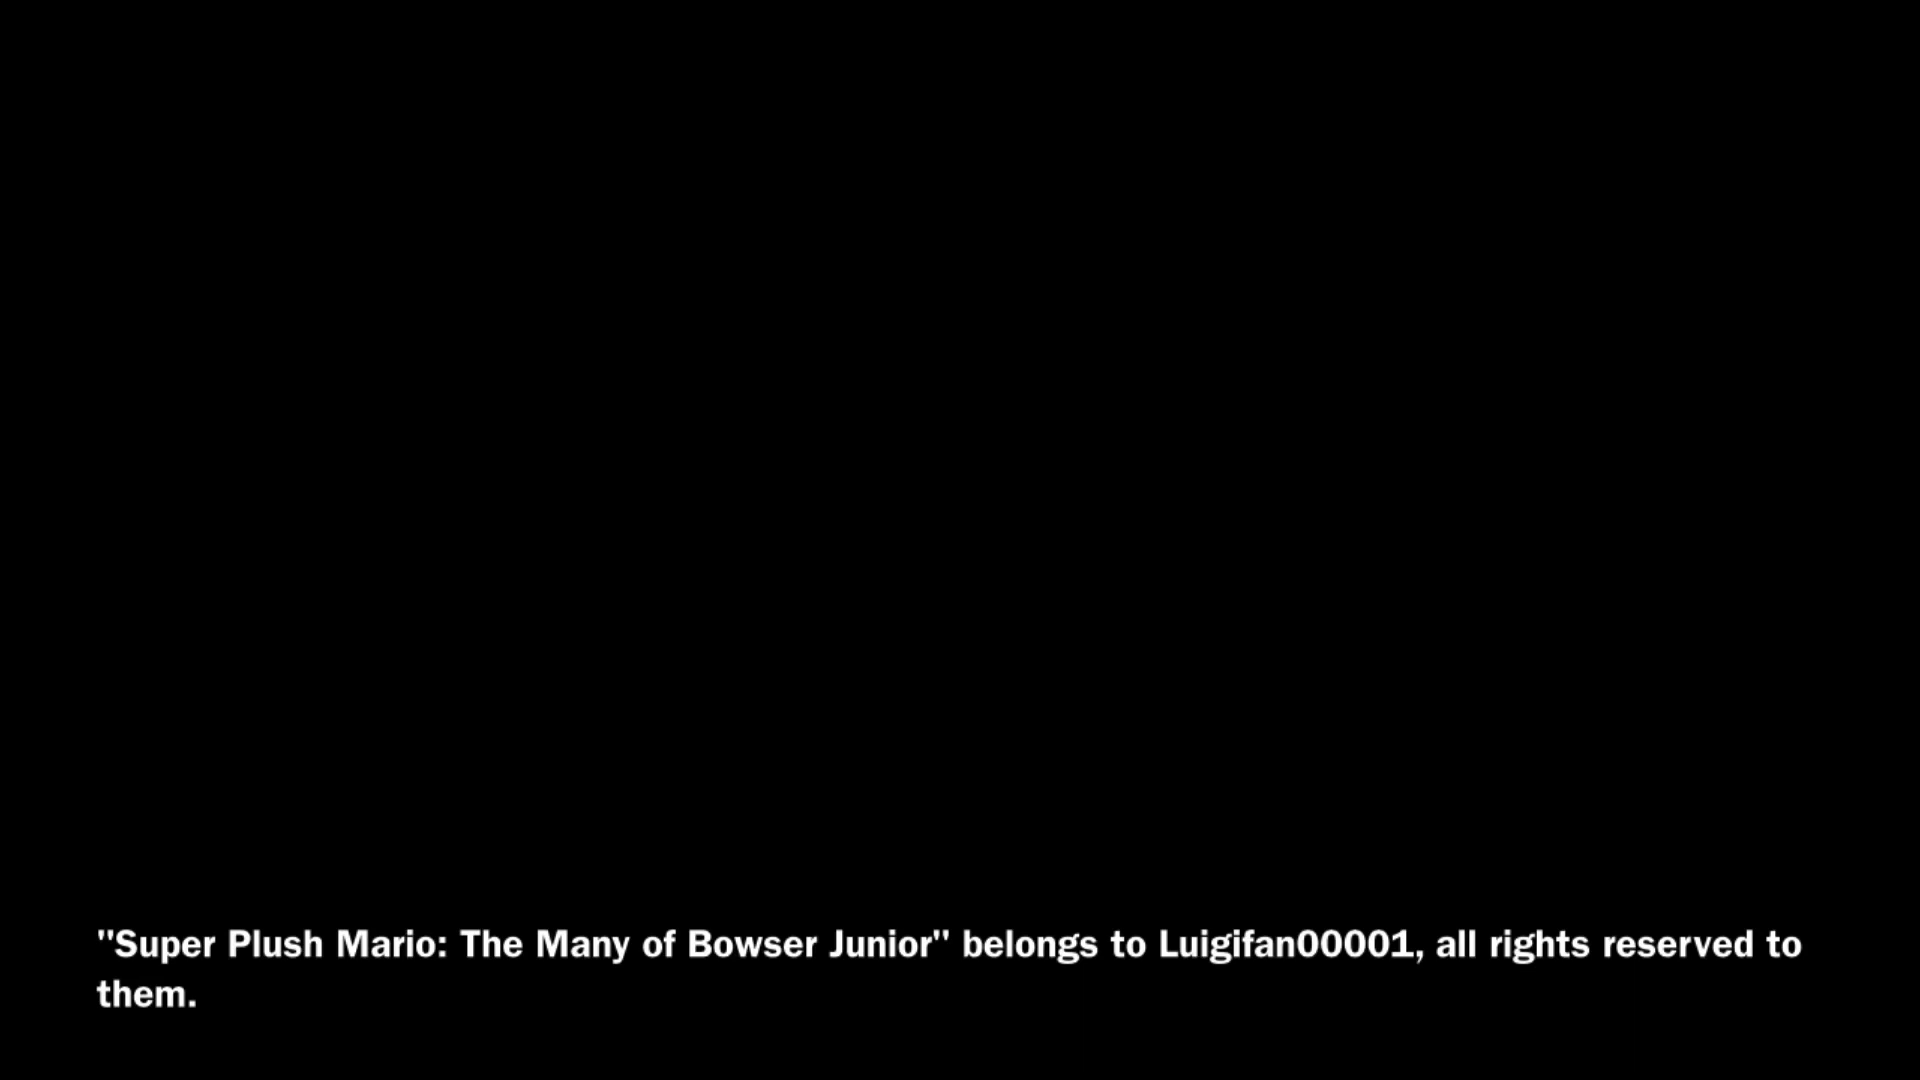 "Super Plush Mario: The Many of Bowser Junior" belongs to Luigifan00001, all rights reserved to
them.